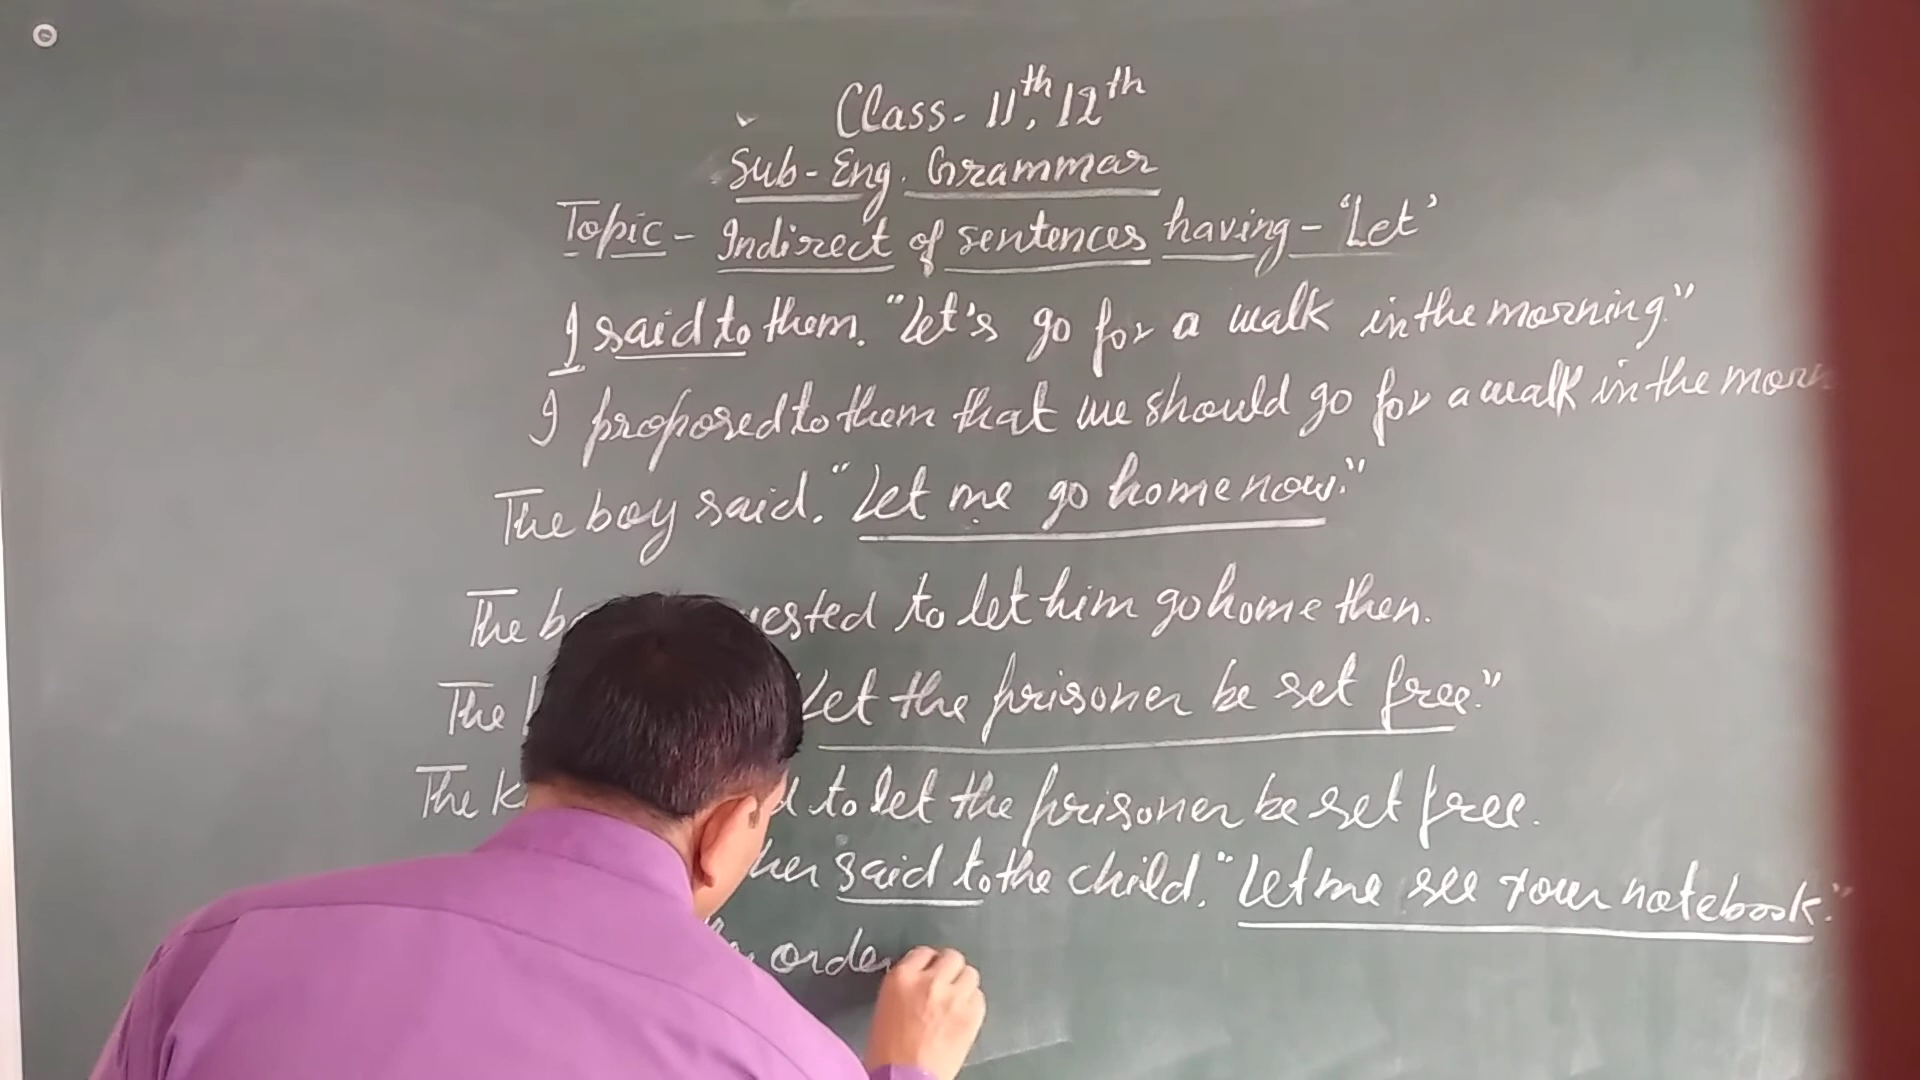 Class- 11th, 12th
Sub- Eng. Grammar
Topic- Indirect of sentences having- 'Let'
I said to them. "Let's go for a walk in the morning."
I proposed to them that we should go for a walk in the morn
The boy said. "Let me go home now."
The to let him go home then.
The Let the prisoner be set free."
The to let the prisoner be set free.
said to the child. "Let me see your notebook."